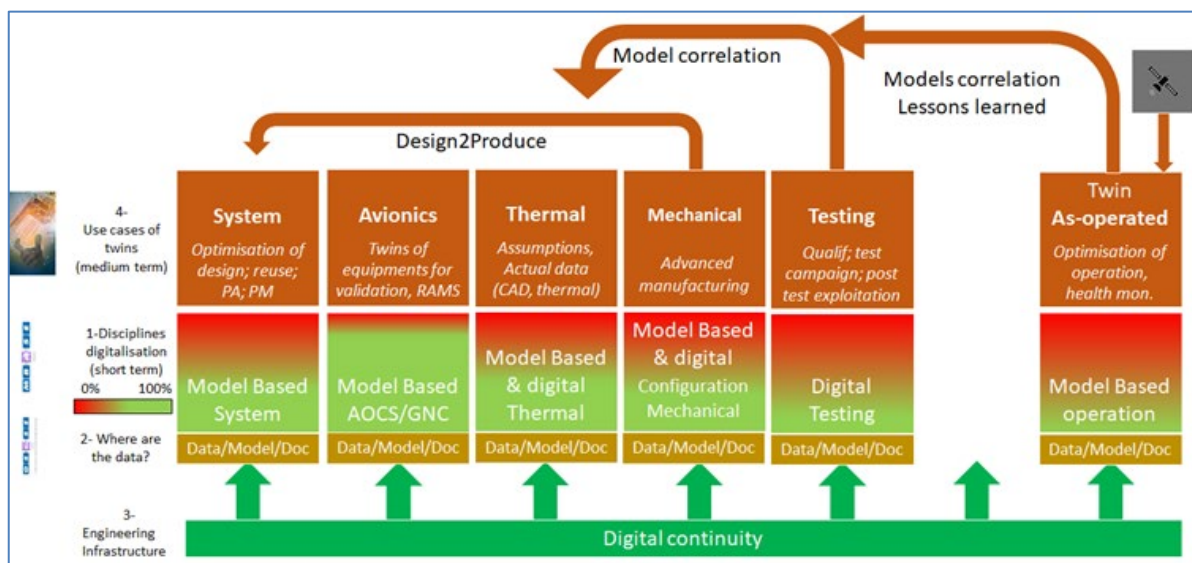 Model correlation
Models correlation
Lessons learned
Design2Produce
4-
Use cases of
twins
(medium term)
System
Optimisation of
design; reuse;
PA; PM
Avionics
Twins of
equipments for
validation, RAMS
Thermal
Assumptions,
Actual data
(CAD, thermal)
Mechanical
Advanced
manufacturing
Testing
Qualif; test
campaign; post
test exploitation
Twin
As-operated
Optimisation of
operation,
health mon.
1-Disciplines
digitalisation
(short term)
0% 100%
Model Based
System
Model Based
AOCS/GNC
Model Based
& digital
Thermal
Model Based
& digital
Configuration
Mechanical
Digital
Testing
Model Based
operation
2- Where are
the data?
Data/Model/Doc
Data/Model/Doc
Data/Model/Doc
Data/Model/Doc
Data/Model/Doc
Data/Model/Doc
3-
Engineering
Infrastructure
Digital continuity